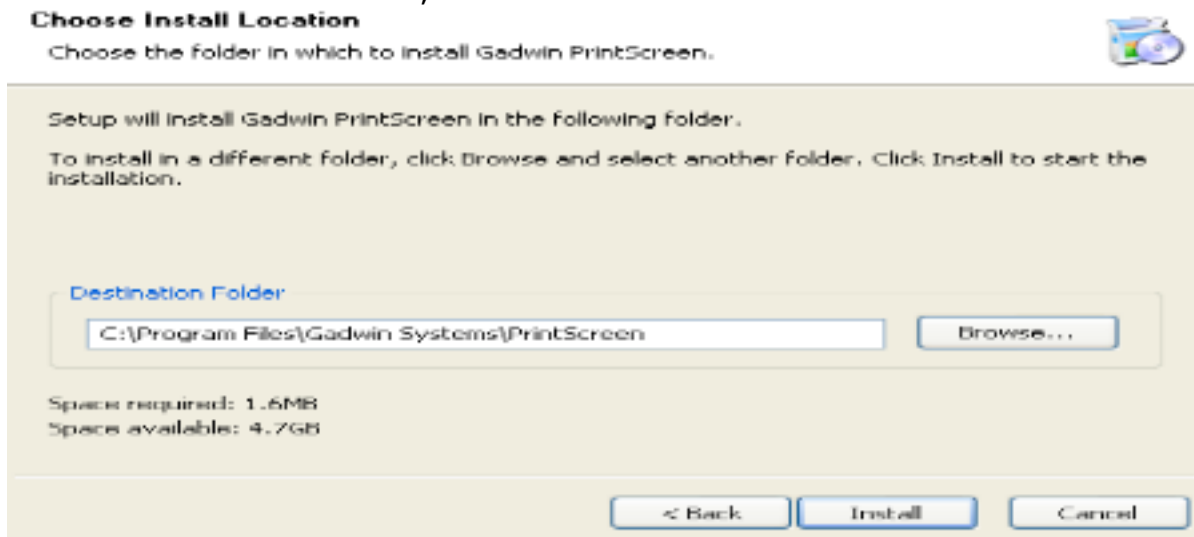 Choose Install Location
Choose the folder in which to install Gadwin PrintScreen.
Setup will install Gadwin PrintScreen in the following folder.
To install in a different folder, click Browse and select another folder. Click Install to start the
installation.
Destination Folder
C:\Program Files\Gadwin Systems\PrintScreen
Browse...
Space required: 1.6MB
Space available: 4.7GB
< Back
Install
Cancel